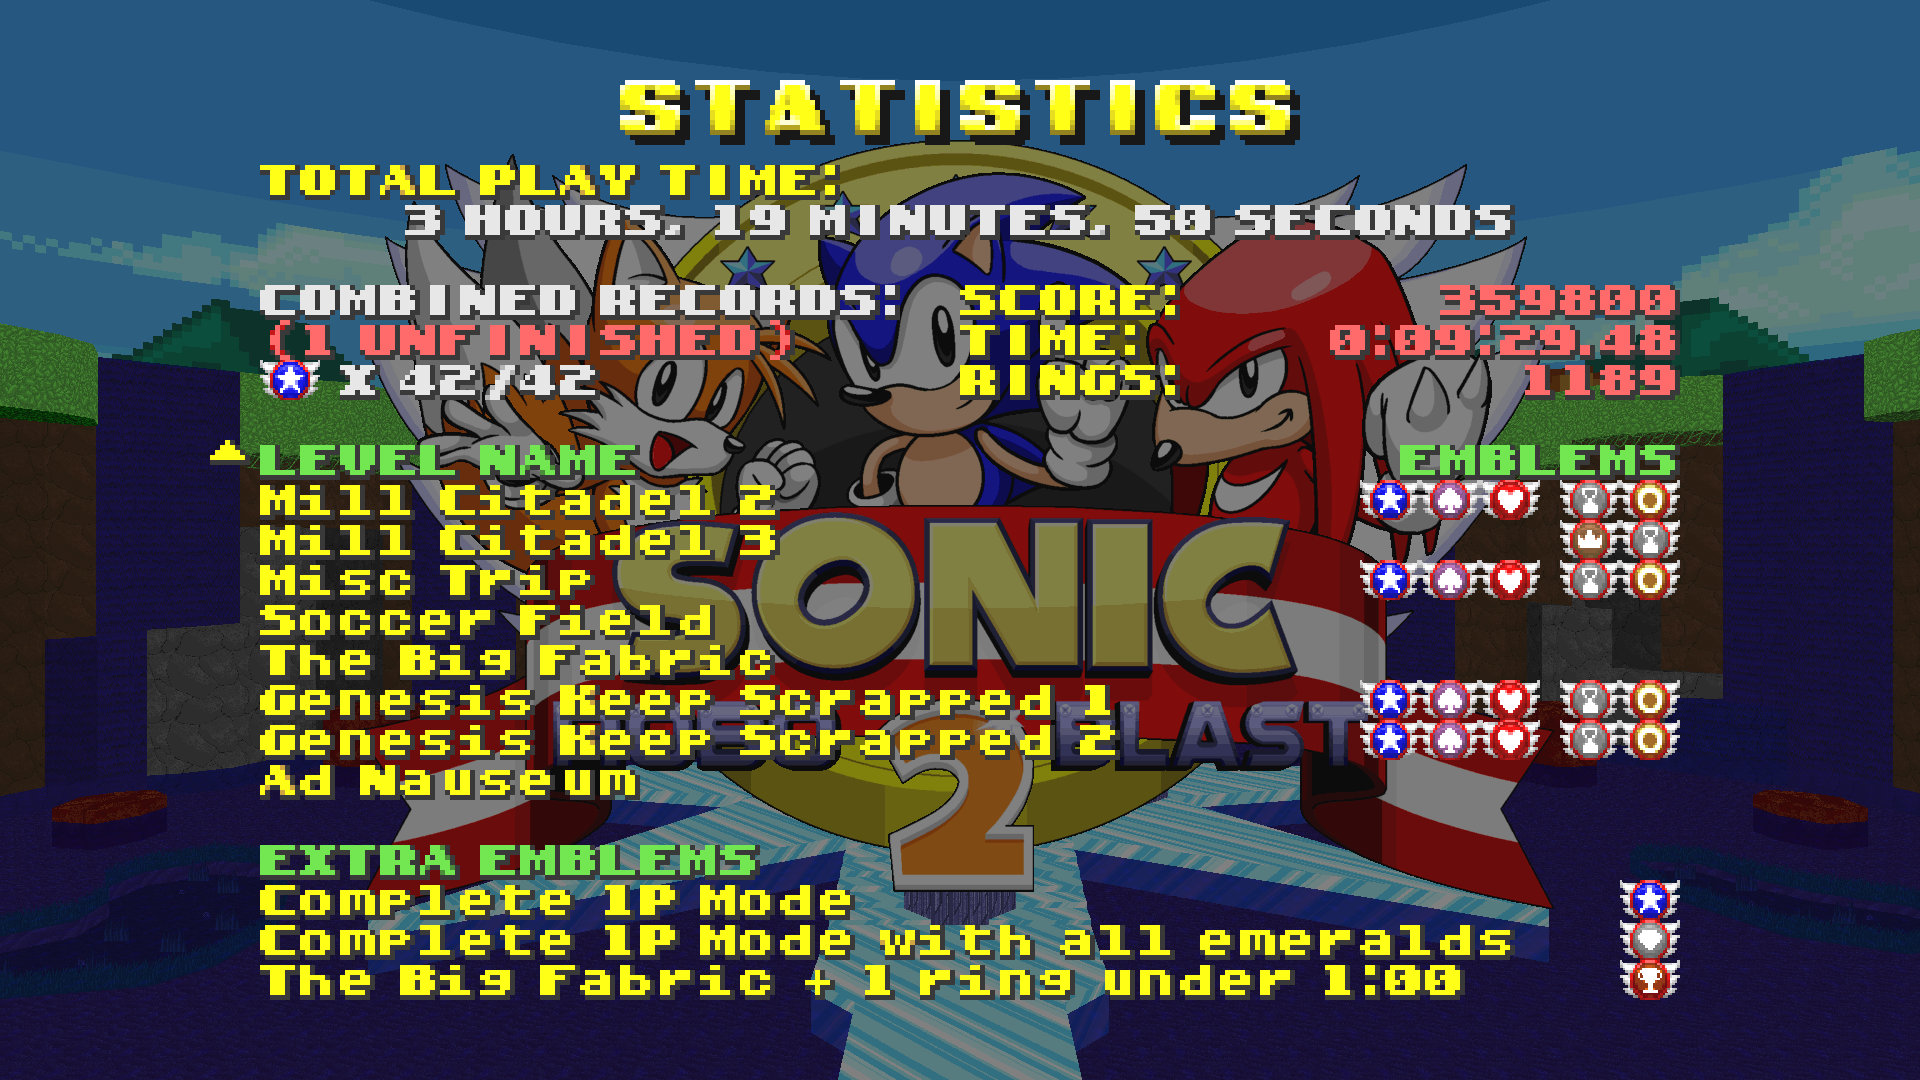 STATISTICS
TOTAL PLAY TIME:
3 HOURS, 19 MINUTES, 50 SECONDS
COMBINED RECORDS: SCORE: 359800
(1 UNFINISHED) TIME: 0:09:29.48
X 42/42 RINGS: 1189
LEVEL NAME EMBLEMS
Mill Citadel 2
Mill Citadel 3
Misc Trip
Soccer Field
The Big Fabric
Genesis Keep Scrapped 1
Genesis Keep Scrapped 2
Ad Nauseum
EXTRA EMBLEMS
Complete 1P Mode
Complete 1P Mode with all emeralds
The Big Fabric + 1 ring under 1:00
SONIC
BLAST
2